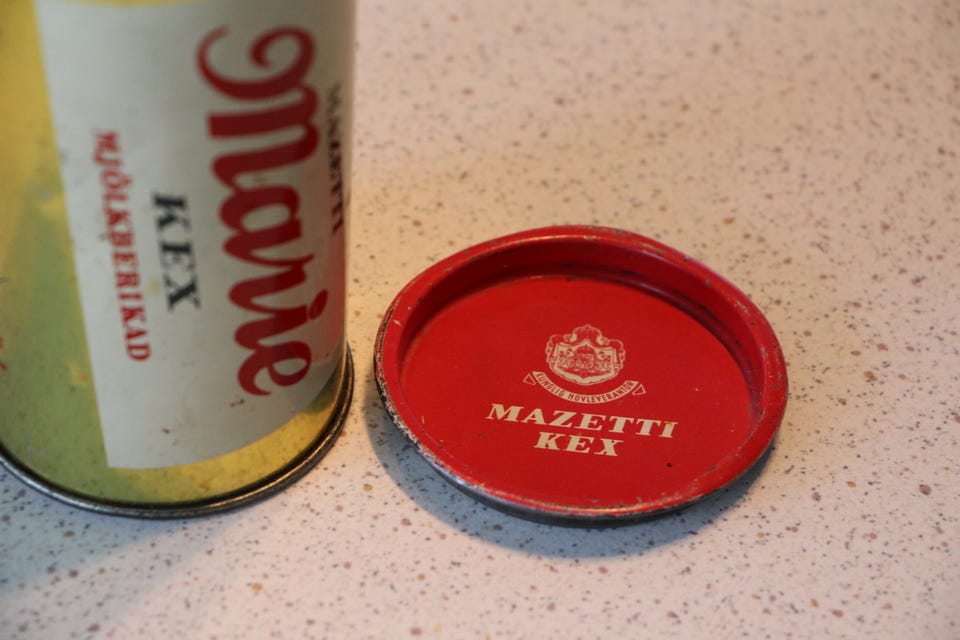 MAZETTI
Marie
KEX
MJÖLKBERIKAD
KUNGLIG HOVLEVERANTÖR
MAZETTI
KEX